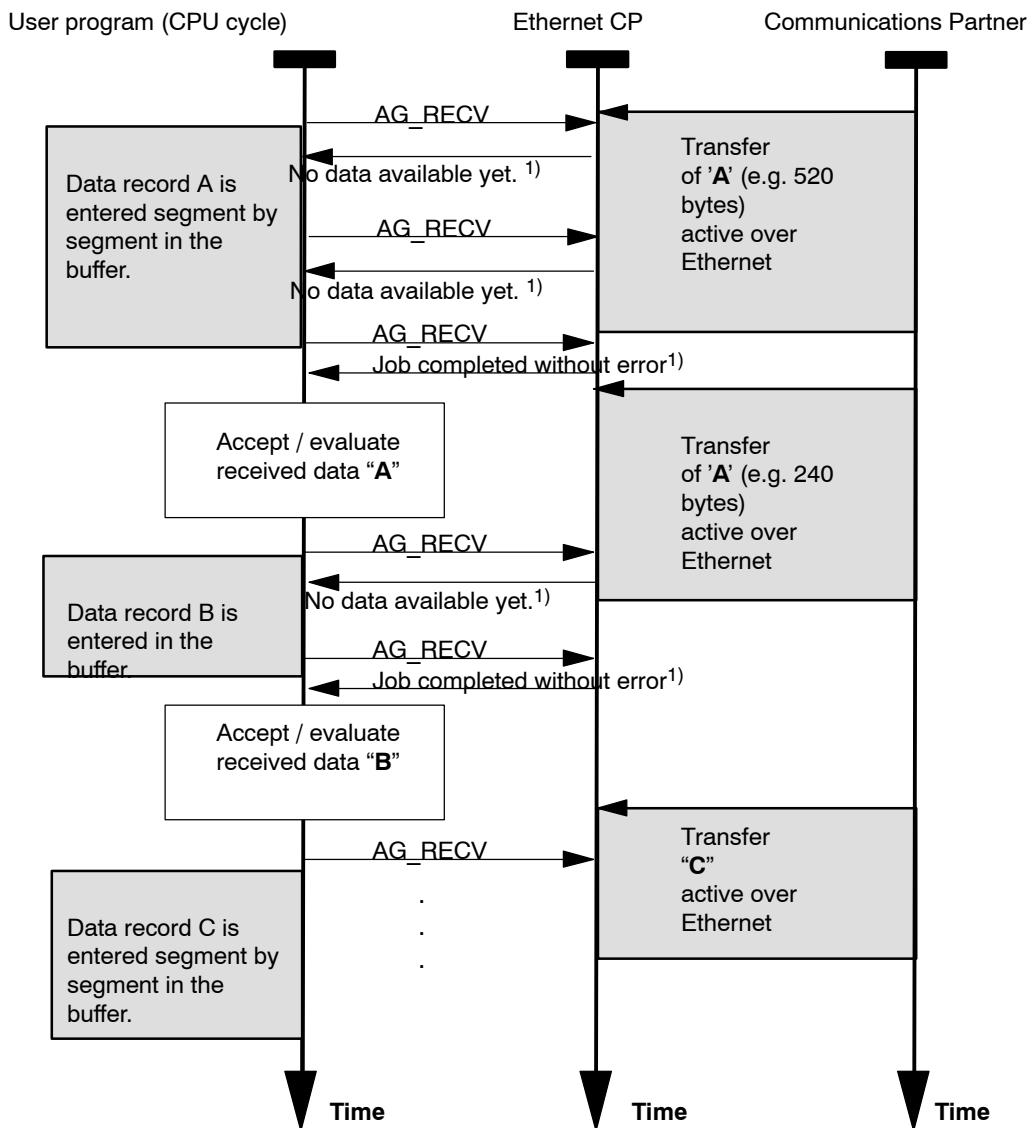 User program (CPU cycle)
Ethernet CP
Communications Partner
AG_RECV
No data available yet. 1)
AG_RECV
No data available yet. 1)
AG_RECV
Job completed without error1)
Data record A is
entered segment by
segment in the
buffer.
Transfer
of ’A’ (e.g. 520
bytes)
active over
Ethernet
Accept / evaluate
received data “A”
Transfer
of ’A’ (e.g. 240
bytes)
active over
Ethernet
AG_RECV
No data available yet.1)
AG_RECV
Job completed without error1)
Data record B is
entered in the
buffer.
Accept / evaluate
received data “B”
AG_RECV
.
.
.
Transfer
“C”
active over
Ethernet
Data record C is
entered segment by
segment in the
buffer.
Time
Time
Time